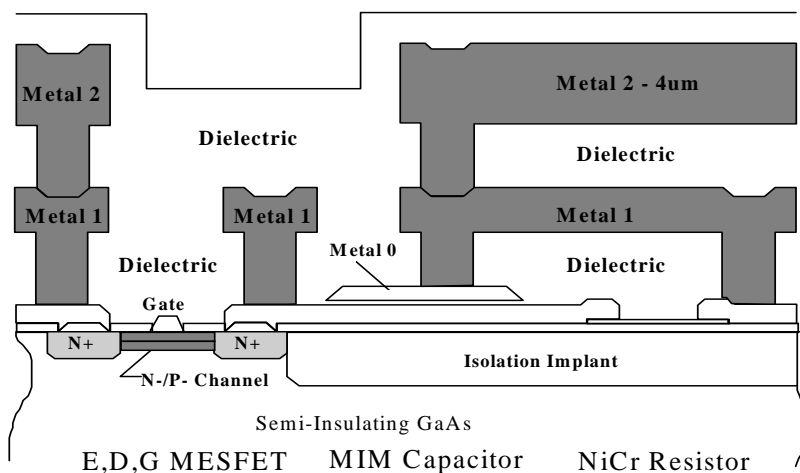 Metal 2
Metal 2 - 4um
Dielectric
Dielectric
Metal 1
Metal 1
Metal 1
Metal 0
Dielectric
Dielectric
Gate
N+
N+
Isolation Implant
N-/P- Channel
Semi-Insulating GaAs
E,D,G MESFET
MIM Capacitor
NiCr Resistor